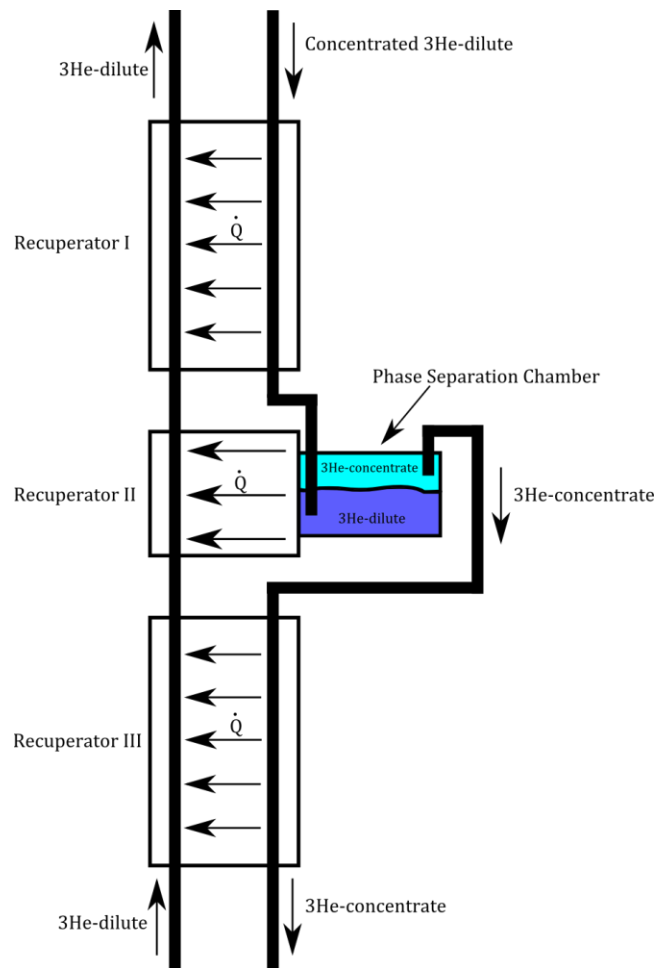 Concentrated 3He-dilute
3He-dilute
Q̇
Recuperator I
Phase Separation Chamber
3He-concentrate
Q̇
Recuperator II
3He-concentrate
3He-dilute
Q̇
Recuperator III
3He-concentrate
3He-dilute